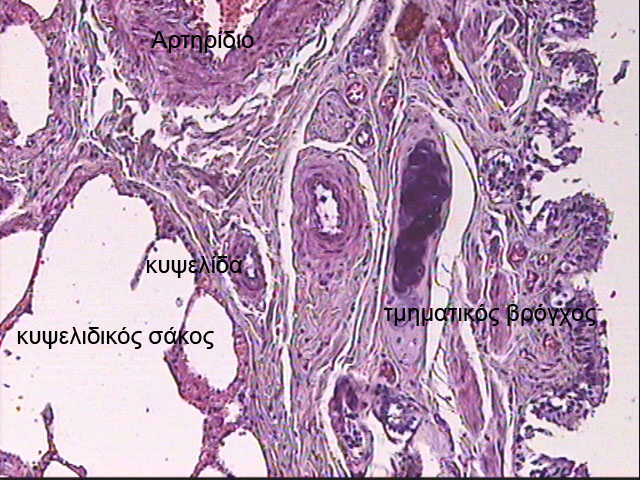 Αρτηρίδιο
κυψελίδα
τμηματικός βρόγχος
κυψελιδικός σάκος